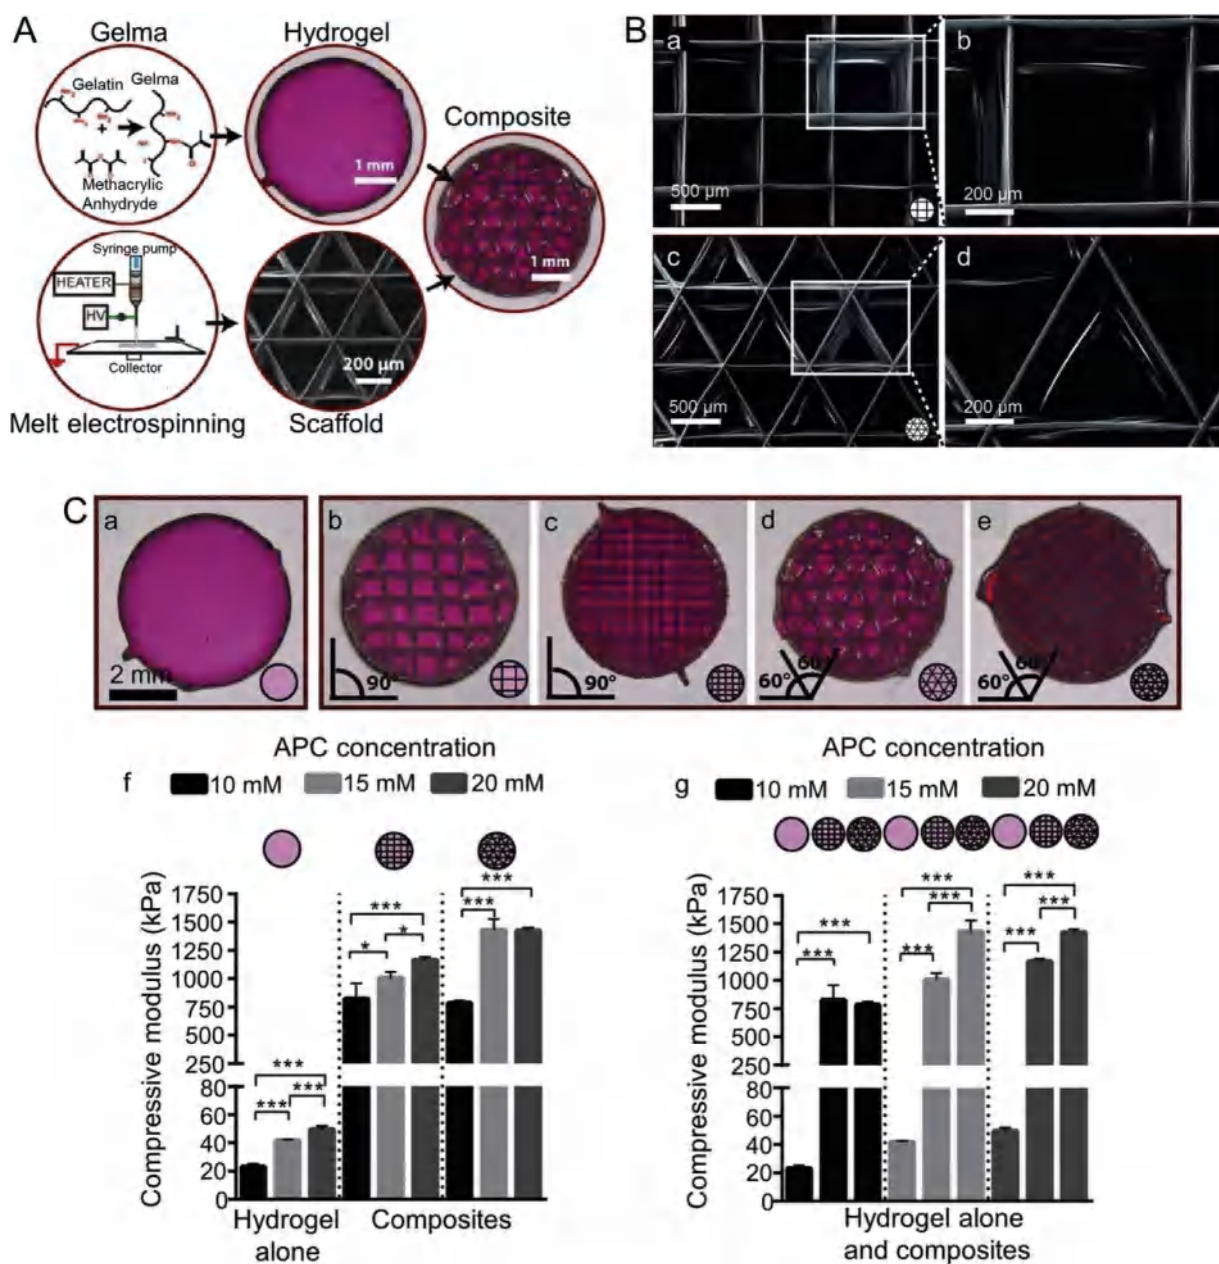 A
Gelma
Hydrogel
Gelatin
Gelma
+
Methacrylic
Anhydryde
1 mm
Composite
1 mm
Syringe pump
HEATER
HV
Collector
200 µm
Melt electrospinning
Scaffold
B
a
500 µm
b
200 µm
c
500 µm
d
200 µm
C
a
2 mm
b
90°
c
90°
d
60°
60
e
60°
60
APC concentration
f
10 mM
15 mM
20 mM
Compressive modulus (kPa)
1750
1500
1250
1000
750
500
250
80
60
40
20
0
***
***
***
***
*
*
***
***
Hydrogel
alone
Composites
APC concentration
g
10 mM
15 mM
20 mM
Compressive modulus (kPa)
1750
1500
1250
1000
750
500
250
80
60
40
20
0
***
***
***
***
***
***
***
***
Hydrogel alone
and composites